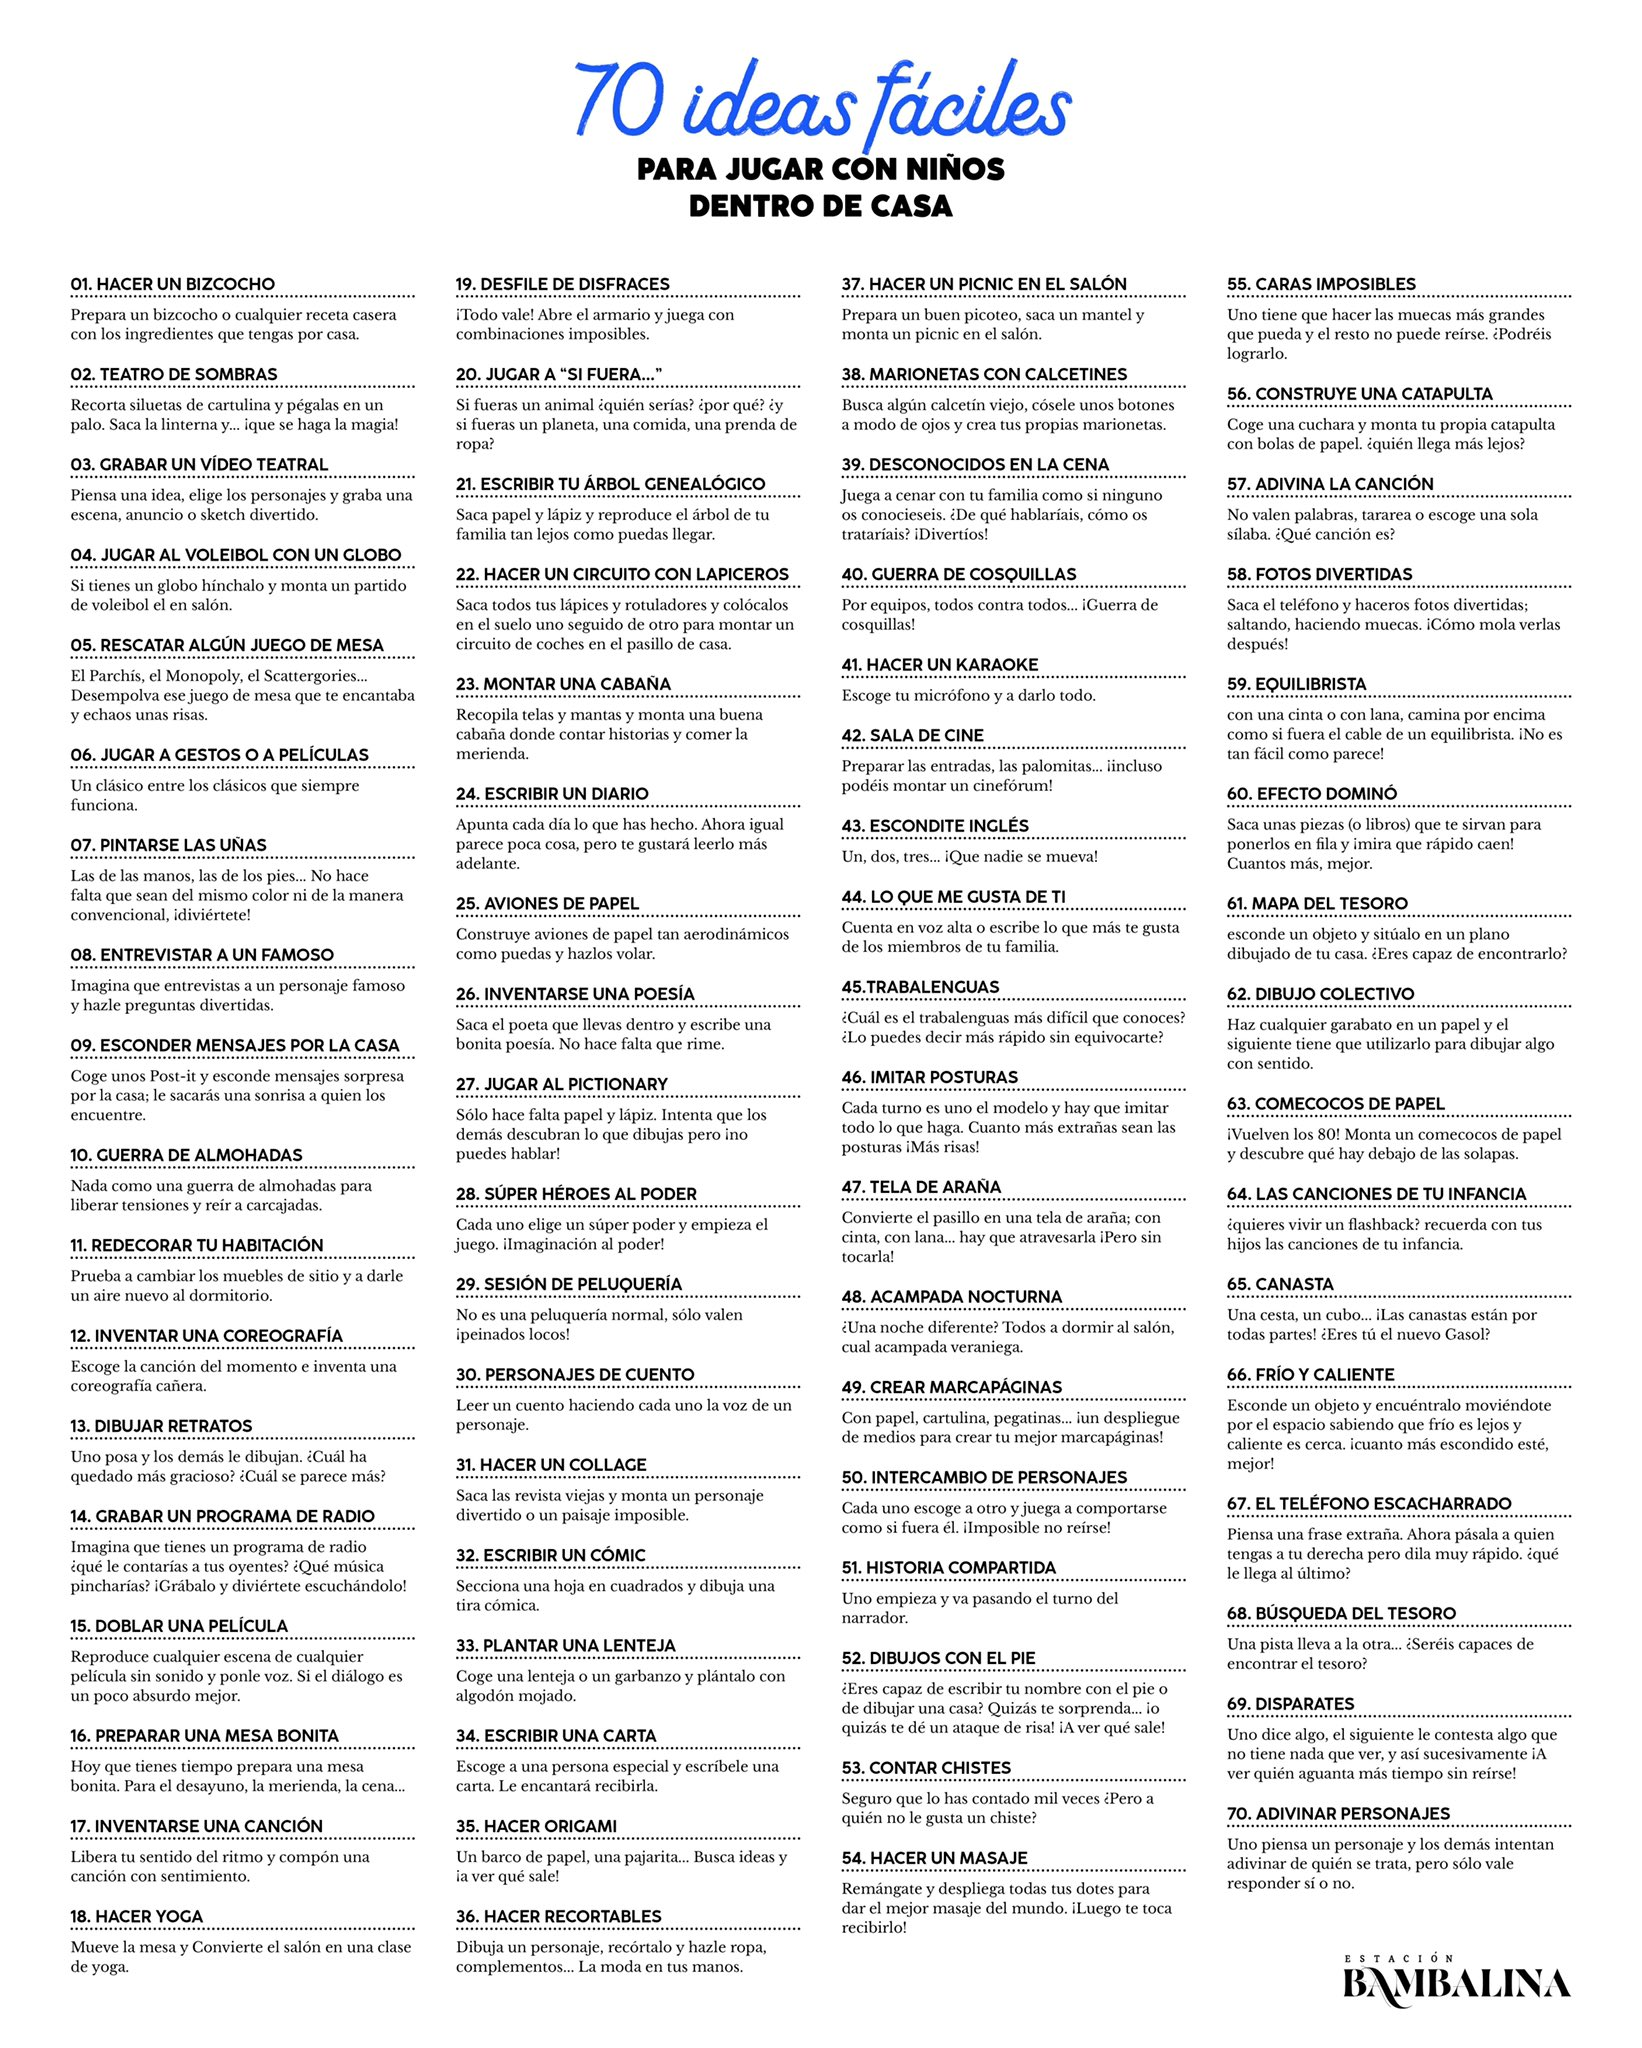 70 ideas fáciles
PARA JUGAR CON NIÑOS
DENTRO DE CASA
01. HACER UN BIZCOCHO
Prepara un bizcocho o cualquier receta casera
con los ingredientes que tengas por casa.
02. TEATRO DE SOMBRAS
Recorta siluetas de cartulina y pégalas en un
palo. Saca la linterna y... ¡que se haga la magia!
03. GRABAR UN VÍDEO TEATRAL
Piensa una idea, elige los personajes y graba una
escena, anuncio o sketch divertido.
04. JUGAR AL VOLEIBOL CON UN GLOBO
Si tienes un globo hínchalo y monta un partido
de voleibol el en salón.
05. RESCATAR ALGÚN JUEGO DE MESA
El Parchís, el Monopoly, el Scattergories...
Desempolva ese juego de mesa que te encantaba
y echaos unas risas.
06. JUGAR A GESTOS O A PELÍCULAS
Un clásico entre los clásicos que siempre
funciona.
07. PINTARSE LAS UÑAS
Las de las manos, las de los pies... No hace
falta que sean del mismo color ni de la manera
convencional, ¡diviértete!
08. ENTREVISTAR A UN FAMOSO
Imagina que entrevistas a un personaje famoso
y hazle preguntas divertidas.
09. ESCONDER MENSAJES POR LA CASA
Coge unos Post-it y esconde mensajes sorpresa
por la casa; le sacarás una sonrisa a quien los
encuentre.
10. GUERRA DE ALMOHADAS
Nada como una guerra de almohadas para
liberar tensiones y reír a carcajadas.
11. REDECORAR TU HABITACIÓN
Prueba a cambiar los muebles de sitio y a darle
un aire nuevo al dormitorio.
12. INVENTAR UNA COREOGRAFÍA
Escoge la canción del momento e inventa una
coreografía cañera.
13. DIBUJAR RETRATOS
Uno posa y los demás le dibujan. ¿Cuál ha
quedado más gracioso? ¿Cuál se parece más?
14. GRABAR UN PROGRAMA DE RADIO
Imagina que tienes un programa de radio
¿qué le contarías a tus oyentes? ¿Qué música
pincharías? ¡Grábalo y diviértete escuchándolo!
15. DOBLAR UNA PELÍCULA
Reproduce cualquier escena de cualquier
película sin sonido y ponle voz. Si el diálogo es
un poco absurdo mejor.
16. PREPARAR UNA MESA BONITA
Hoy que tienes tiempo prepara una mesa
bonita. Para el desayuno, la merienda, la cena...
17. INVENTARSE UNA CANCIÓN
Libera tu sentido del ritmo y compón una
canción con sentimiento.
18. HACER YOGA
Mueve la mesa y Convierte el salón en una clase
de yoga.
19. DESFILE DE DISFRACES
¡Todo vale! Abre el armario y juega con
combinaciones imposibles.
20. JUGAR A “SI FUERA...”
Si fueras un animal ¿quién serías? ¿por qué? ¿y
si fueras un planeta, una comida, una prenda de
ropa?
21. ESCRIBIR TU ÁRBOL GENEALÓGICO
Saca papel y lápiz y reproduce el árbol de tu
familia tan lejos como puedas llegar.
22. HACER UN CIRCUITO CON LAPICEROS
Saca todos tus lápices y rotuladores y colócalos
en el suelo uno seguido de otro para montar un
circuito de coches en el pasillo de casa.
23. MONTAR UNA CABAÑA
Recopila telas y mantas y monta una buena
cabaña donde contar historias y comer la
merienda.
24. ESCRIBIR UN DIARIO
Apunta cada día lo que has hecho. Ahora igual
parece poca cosa, pero te gustará leerlo más
adelante.
25. AVIONES DE PAPEL
Construye aviones de papel tan aerodinámicos
como puedas y hazlos volar.
26. INVENTARSE UNA POESÍA
Saca el poeta que llevas dentro y escribe una
bonita poesía. No hace falta que rime.
27. JUGAR AL PICTIONARY
Sólo hace falta papel y lápiz. Intenta que los
demás descubran lo que dibujas pero ¡no
puedes hablar!
28. SÚPER HÉROES AL PODER
Cada uno elige un súper poder y empieza el
juego. ¡Imaginación al poder!
29. SESIÓN DE PELUQUERÍA
No es una peluquería normal, sólo valen
¡peinados locos!
30. PERSONAJES DE CUENTO
Leer un cuento haciendo cada uno la voz de un
personaje.
31. HACER UN COLLAGE
Saca las revista viejas y monta un personaje
divertido o un paisaje imposible.
32. ESCRIBIR UN CÓMIC
Secciona una hoja en cuadrados y dibuja una
tira cómica.
33. PLANTAR UNA LENTEJA
Coge una lenteja o un garbanzo y plántalo con
algodón mojado.
34. ESCRIBIR UNA CARTA
Escoge a una persona especial y escríbele una
carta. Le encantará recibirla.
35. HACER ORIGAMI
Un barco de papel, una pajarita... Busca ideas y
¡a ver qué sale!
36. HACER RECORTABLES
Dibuja un personaje, recórtalo y hazle ropa,
complementos... La moda en tus manos.
37. HACER UN PICNIC EN EL SALÓN
Prepara un buen picoteo, saca un mantel y
monta un picnic en el salón.
38. MARIONETAS CON CALCETINES
Busca algún calcetín viejo, cósele unos botones
a modo de ojos y crea tus propias marionetas.
39. DESCONOCIDOS EN LA CENA
Juega a cenar con tu familia como si ninguno
os conocieseis. ¿De qué hablaríais, cómo os
trataríais? ¡Divertíos!
40. GUERRA DE COSQUILLAS
Por equipos, todos contra todos... ¡Guerra de
cosquillas!
41. HACER UN KARAOKE
Escoge tu micrófono y a darlo todo.
42. SALA DE CINE
Preparar las entradas, las palomitas... ¡incluso
podéis montar un cinefórum!
43. ESCONDITE INGLÉS
Un, dos, tres... ¡Que nadie se mueva!
44. LO QUE ME GUSTA DE TI
Cuenta en voz alta o escribe lo que más te gusta
de los miembros de tu familia.
45.TRABALENGUAS
¿Cuál es el trabalenguas más difícil que conoces?
¿Lo puedes decir más rápido sin equivocarte?
46. IMITAR POSTURAS
Cada turno es uno el modelo y hay que imitar
todo lo que haga. Cuanto más extrañas sean las
posturas ¡Más risas!
47. TELA DE ARAÑA
Convierte el pasillo en una tela de araña; con
cinta, con lana... hay que atravesarla ¡Pero sin
tocarla!
48. ACAMPADA NOCTURNA
¿Una noche diferente? Todos a dormir al salón,
cual acampada veraniega.
49. CREAR MARCAPÁGINAS
Con papel, cartulina, pegatinas... ¡un despliegue
de medios para crear tu mejor marcapáginas!
50. INTERCAMBIO DE PERSONAJES
Cada uno escoge a otro y juega a comportarse
como si fuera él. ¡Imposible no reírse!
51. HISTORIA COMPARTIDA
Uno empieza y va pasando el turno del
narrador.
52. DIBUJOS CON EL PIE
¿Eres capaz de escribir tu nombre con el pie o
de dibujar una casa? Quizás te sorprenda... ¡o
quizás te dé un ataque de risa! ¡A ver qué sale!
53. CONTAR CHISTES
Seguro que lo has contado mil veces ¿Pero a
quién no le gusta un chiste?
54. HACER UN MASAJE
Remángate y despliega todas tus dotes para
dar el mejor masaje del mundo. ¡Luego te toca
recibirlo!
55. CARAS IMPOSIBLES
Uno tiene que hacer las muecas más grandes
que pueda y el resto no puede reírse. ¿Podréis
lograrlo.
56. CONSTRUYE UNA CATAPULTA
Coge una cuchara y monta tu propia catapulta
con bolas de papel. ¿quién llega más lejos?
57. ADIVINA LA CANCIÓN
No valen palabras, tararea o escoge una sola
sílaba. ¿Qué canción es?
58. FOTOS DIVERTIDAS
Saca el teléfono y haceros fotos divertidas;
saltando, haciendo muecas. ¡Cómo mola verlas
después!
59. EQUILIBRISTA
con una cinta o con lana, camina por encima
como si fuera el cable de un equilibrista. ¡No es
tan fácil como parece!
60. EFECTO DOMINÓ
Saca unas piezas (o libros) que te sirvan para
ponerlos en fila y ¡mira que rápido caen!
Cuantos más, mejor.
61. MAPA DEL TESORO
esconde un objeto y sitúalo en un plano
dibujado de tu casa. ¿Eres capaz de encontrarlo?
62. DIBUJO COLECTIVO
Haz cualquier garabato en un papel y el
siguiente tiene que utilizarlo para dibujar algo
con sentido.
63. COMECOCOS DE PAPEL
¡Vuelven los 80! Monta un comecocos de papel
y descubre qué hay debajo de las solapas.
64. LAS CANCIONES DE TU INFANCIA
¿quieres vivir un flashback? recuerda con tus
hijos las canciones de tu infancia.
65. CANASTA
Una cesta, un cubo... ¡Las canastas están por
todas partes! ¿Eres tú el nuevo Gasol?
66. FRÍO Y CALIENTE
Esconde un objeto y encuéntralo moviéndote
por el espacio sabiendo que frío es lejos y
caliente es cerca. ¡cuanto más escondido esté,
mejor!
67. EL TELÉFONO ESCACHARRADO
Piensa una frase extraña. Ahora pásala a quien
tengas a tu derecha pero dila muy rápido. ¿qué
le llega al último?
68. BÚSQUEDA DEL TESORO
Una pista lleva a la otra... ¿Seréis capaces de
encontrar el tesoro?
69. DISPARATES
Uno dice algo, el siguiente le contesta algo que
no tiene nada que ver, y así sucesivamente ¡A
ver quién aguanta más tiempo sin reírse!
70. ADIVINAR PERSONAJES
Uno piensa un personaje y los demás intentan
adivinar de quién se trata, pero sólo vale
responder sí o no.
ESTACIÓN
BAMBALINA